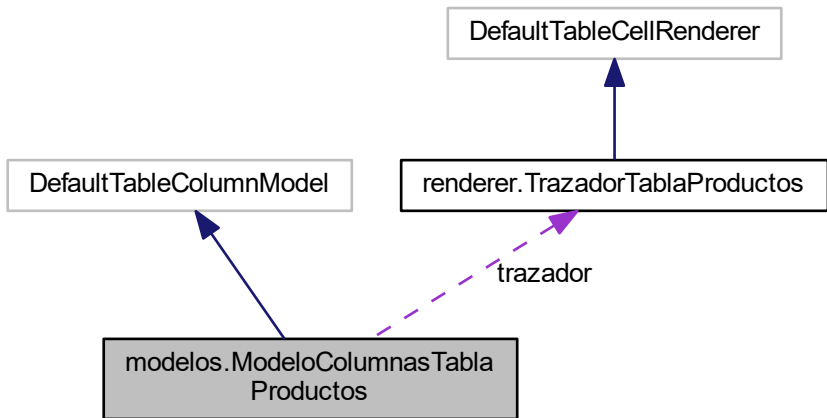 DefaultTableCellRenderer
DefaultTableColumnModel
renderer.TrazadorTablaProductos
trazador
modelos.ModeloColumnasTabla
Productos